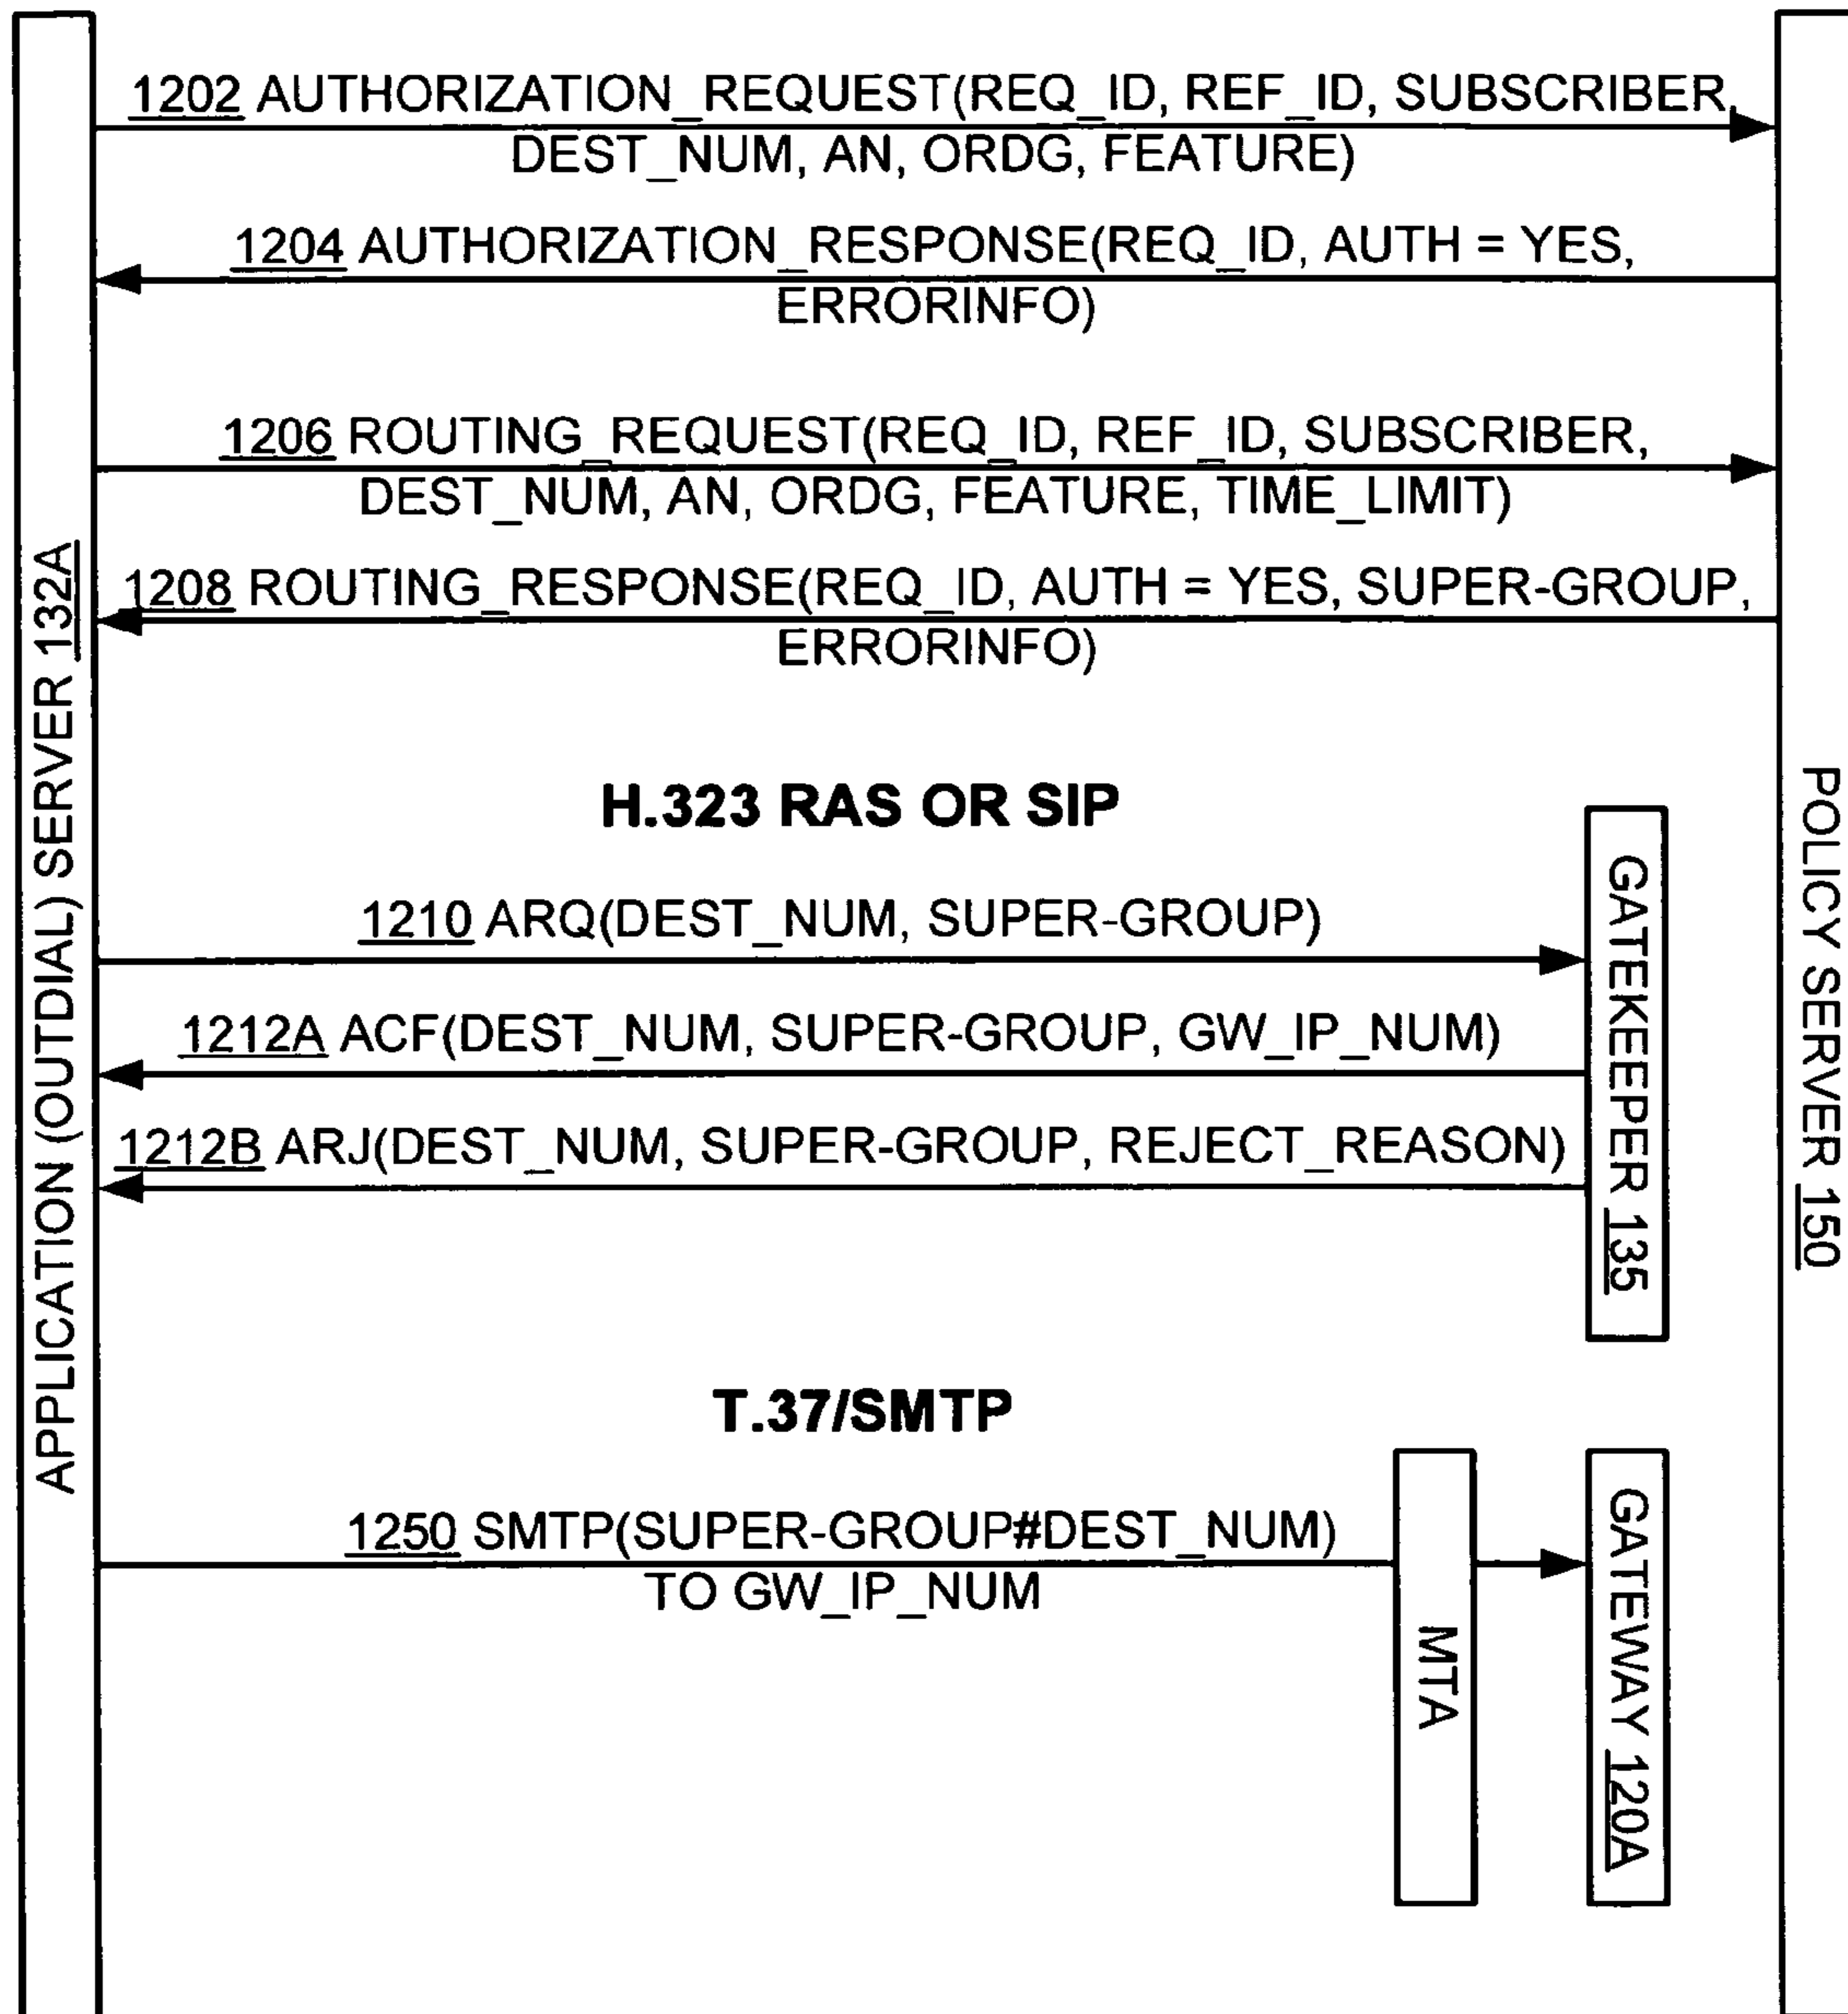 1202 AUTHORIZATION_REQUEST(REQ_ID, REF_ID, SUBSCRIBER,
DEST_NUM, AN, ORDG, FEATURE)
1204 AUTHORIZATION_RESPONSE(REQ_ID, AUTH = YES,
ERRORINFO)
1206 ROUTING_REQUEST(REQ_ID, REF_ID, SUBSCRIBER,
DEST_NUM, AN, ORDG, FEATURE, TIME_LIMIT)
1208 ROUTING_RESPONSE(REQ_ID, AUTH = YES, SUPER-GROUP,
ERRORINFO)
APPLICATION (OUTDIAL) SERVER 132A
POLICY SERVER 150
H.323 RAS OR SIP
GATEKEEPER 135
1210 ARQ(DEST_NUM, SUPER-GROUP)
1212A ACF(DEST_NUM, SUPER-GROUP, GW_IP_NUM)
1212B ARJ(DEST_NUM, SUPER-GROUP, REJECT_REASON)
T.37/SMTP
1250 SMTP(SUPER-GROUP#DEST_NUM)
TO GW_IP_NUM
MTA
GATEWAY 120A